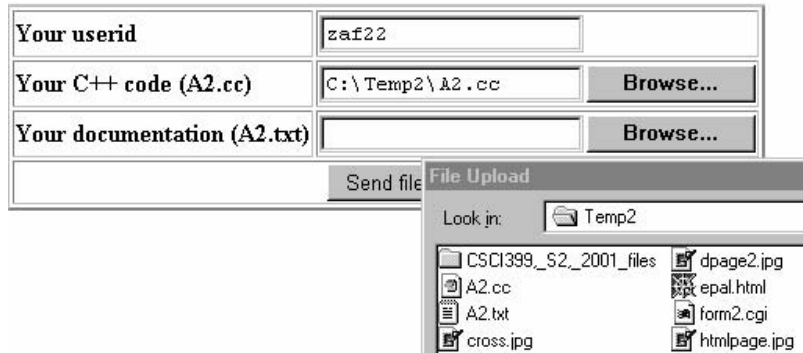 Your userid zaf22
Your C++ code (A2.cc) C:\Temp2\A2.cc Browse...
Your documentation (A2.txt) Browse...
Send file
File Upload
Look in: Temp2
CSCI399,_S2,_2001_files dpage2.jpg
A2.cc epal.html
A2.txt form2.cgi
cross.jpg htmlpage.jpg